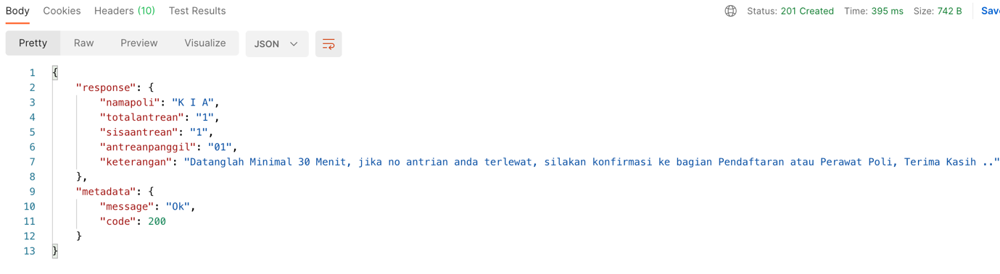 Body Cookies Headers (10) Test Results Status: 201 Created Time: 395 ms Size: 742 B
Pretty Raw Preview Visualize JSON
1 {
2 "response": {
3 "namapoli": "K I A",
4 "totalantrean": "1",
5 "sisaantrean": "1",
6 "antreanpanggil": "01",
7 "keterangan": "Datanglah Minimal 30 Menit, jika no antrian anda terlewat, silakan konfirmasi ke bagian Pendaftaran atau Perawat Poli, Terima Kasih .."
8 },
9 "metadata": {
10 "message": "Ok",
11 "code": 200
12 }
13 }